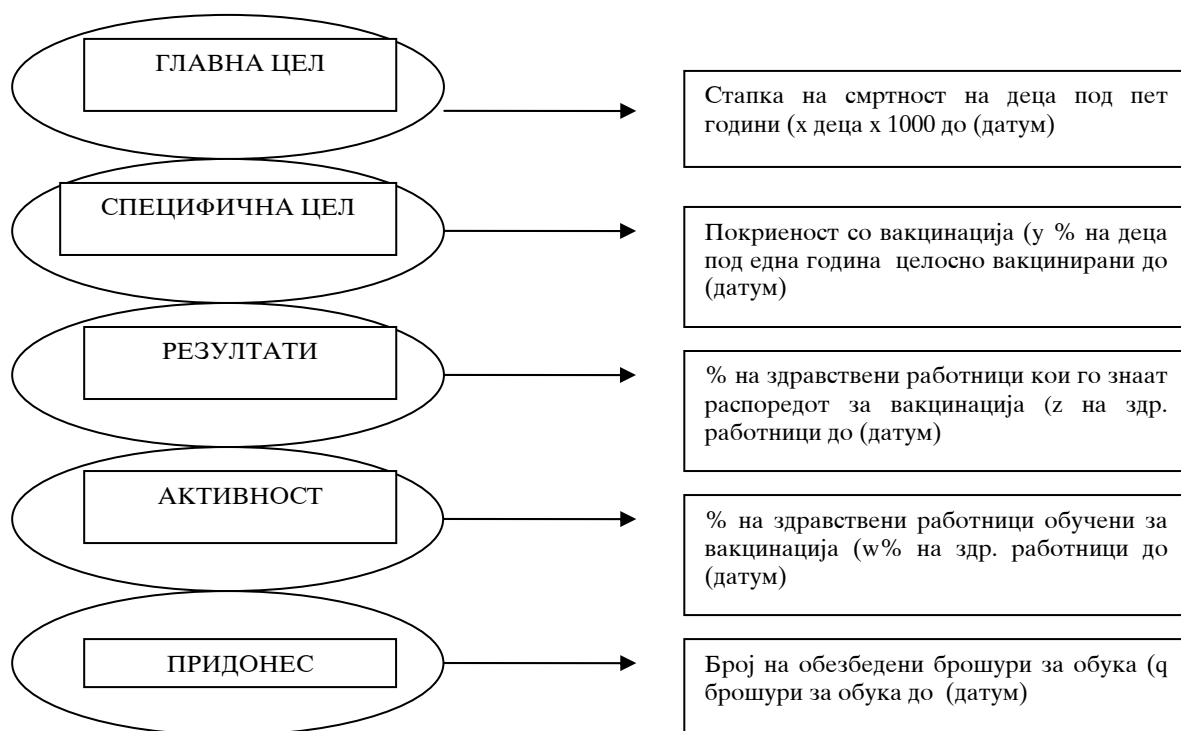 ГЛАВНА ЦЕЛ
Стапка на смртност на деца под пет
години (x деца x 1000 до (датум)
СПЕЦИФИЧНА ЦЕЛ
Покриеност со вакцинација (y % на деца
под една година целосно вакцинирани до
(датум)
РЕЗУЛТАТИ
% на здравствени работници кои го знаат
распоредот за вакцинација (z на здр.
работници до (датум)
АКТИВНОСТ
% на здравствени работници обучени за
вакцинација (w% на здр. работници до
(датум)
ПРИДОНЕС
Број на обезбедени брошури за обука (q
брошури за обука до (датум)